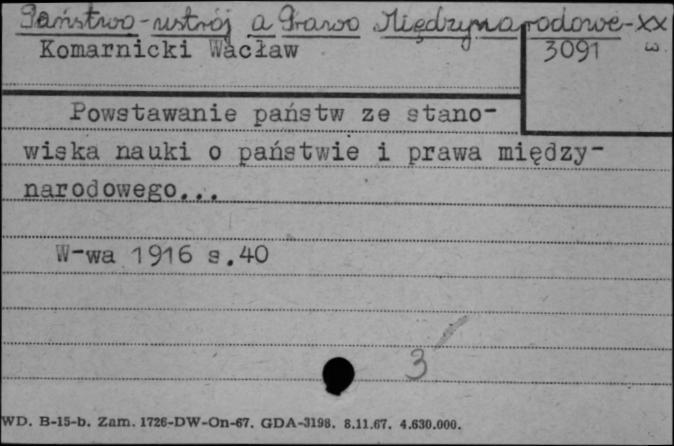 Państwo-ustrój a Prawo Międzynarodowe-XX w.
Komarnicki Wacław
3091
Powstawanie państw ze stano-
wiska nauki o państwie i prawa między-
narodowego...
W-wa 1916 s.40
3
WD. B-15-b. Zam. 1726-DW-On-67. GDA-3198. 8.11.67. 4.630.000.